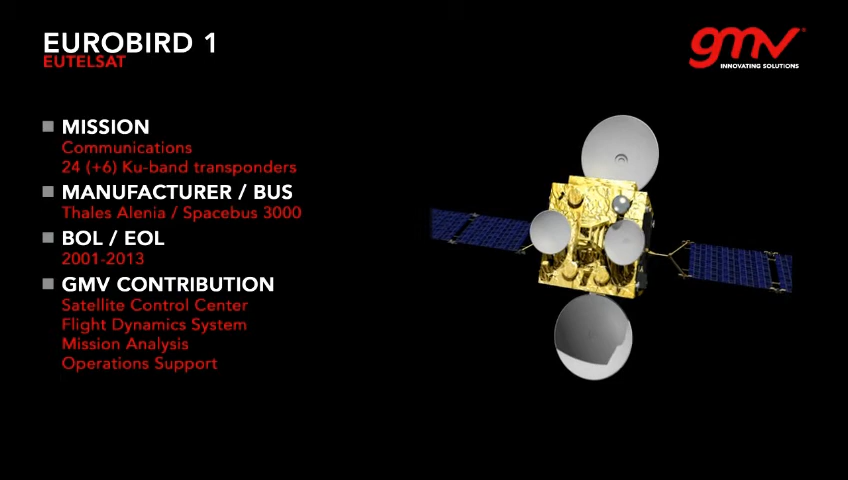 EUROBIRD 1
EUTELSAT
gmv
INNOVATING SOLUTIONS
MISSION
Communications
24 (+6) Ku-band transponders
MANUFACTURER / BUS
Thales Alenia / Spacebus 3000
BOL / EOL
2001-2013
GMV CONTRIBUTION
Satellite Control Center
Flight Dynamics System
Mission Analysis
Operations Support